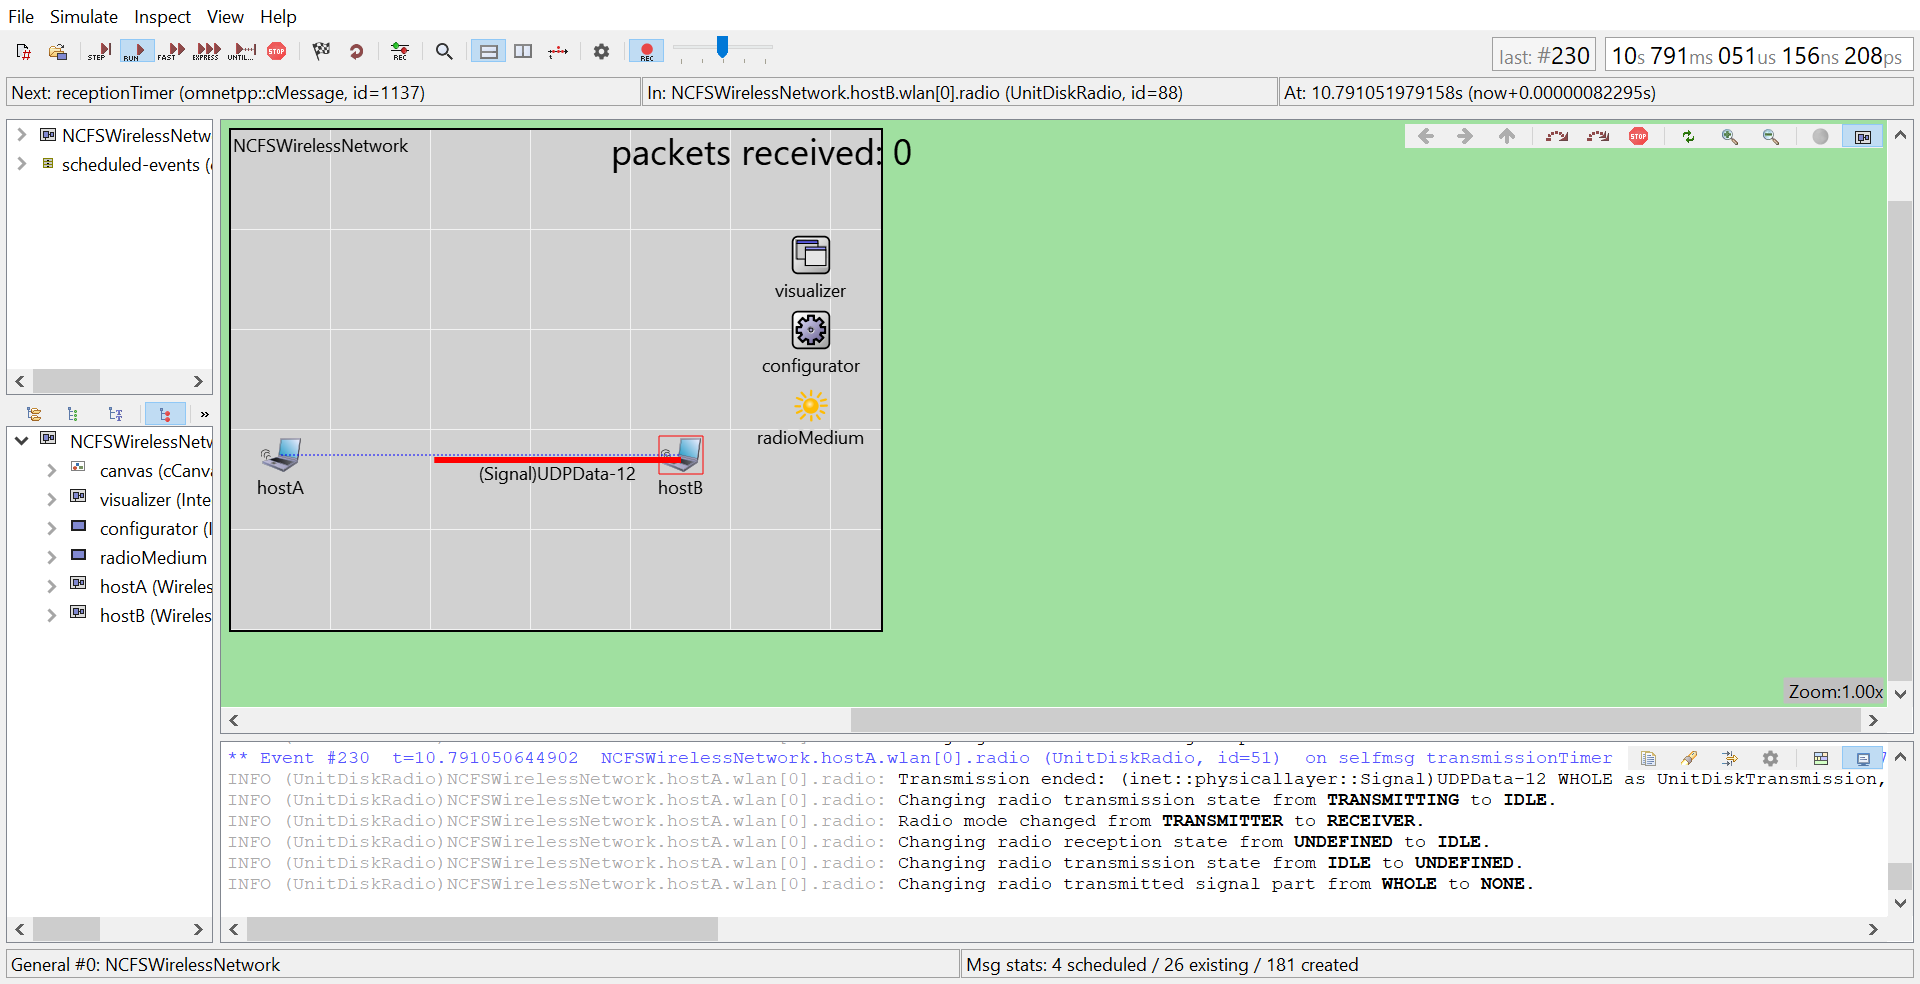 File Simulate Inspect View Help
STEP RUN FAST EXPRESS UNTIL... STOP REC REC
last: #230 10s 791ms 051us 156ns 208ps
Next: receptionTimer (omnetpp::cMessage, id=1137) In: NCFSWirelessNetwork.hostB.wlan[0].radio (UnitDiskRadio, id=88) At: 10.791051979158s (now+0.00000082295s)
NCFSWirelessNetw
scheduled-events (
NCFSWirelessNetwork
packets received: 0
STOP
visualizer
configurator
radioMedium
(Signal)UDPData-12
hostA
hostB
Zoom:1.00x
»
NCFSWirelessNetw
canvas (cCanva
visualizer (Inte
configurator (I
radioMedium
hostA (Wireles
hostB (Wireles
** Event #230 t=10.791050644902 NCFSWirelessNetwork.hostA.wlan[0].radio (UnitDiskRadio, id=51) on selfmsg transmissionTimer
INFO (UnitDiskRadio)NCFSWirelessNetwork.hostA.wlan[0].radio: Transmission ended: (inet::physicallayer::Signal)UDPData-12 WHOLE as UnitDiskTransmission,
INFO (UnitDiskRadio)NCFSWirelessNetwork.hostA.wlan[0].radio: Changing radio transmission state from TRANSMITTING to IDLE.
INFO (UnitDiskRadio)NCFSWirelessNetwork.hostA.wlan[0].radio: Radio mode changed from TRANSMITTER to RECEIVER.
INFO (UnitDiskRadio)NCFSWirelessNetwork.hostA.wlan[0].radio: Changing radio reception state from UNDEFINED to IDLE.
INFO (UnitDiskRadio)NCFSWirelessNetwork.hostA.wlan[0].radio: Changing radio transmission state from IDLE to UNDEFINED.
INFO (UnitDiskRadio)NCFSWirelessNetwork.hostA.wlan[0].radio: Changing radio transmitted signal part from WHOLE to NONE.
General #0: NCFSWirelessNetwork
Msg stats: 4 scheduled / 26 existing / 181 created